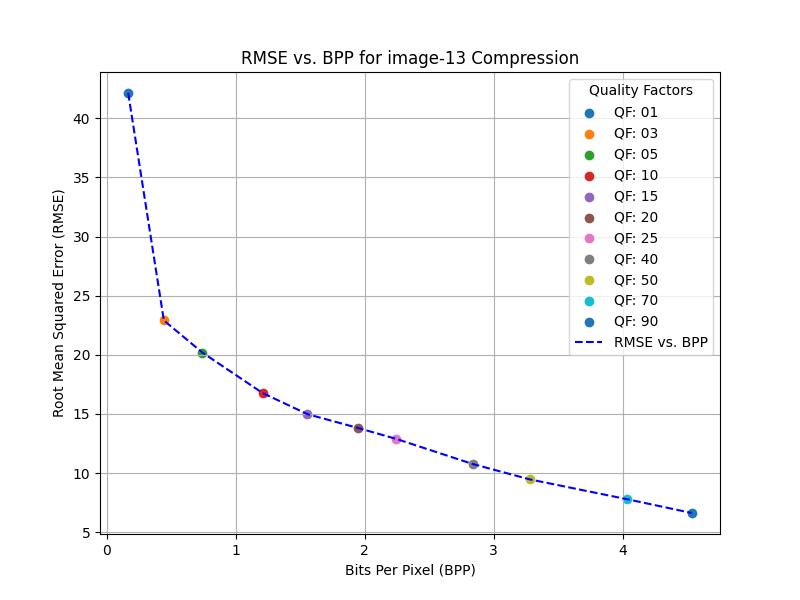 RMSE vs. BPP for image-13 Compression
Quality Factors
QF: 01
QF: 03
QF: 05
QF: 10
QF: 15
QF: 20
QF: 25
QF: 40
QF: 50
QF: 70
QF: 90
RMSE vs. BPP
Root Mean Squared Error (RMSE)
40
35
30
25
20
15
10
5
0
1
2
3
4
Bits Per Pixel (BPP)